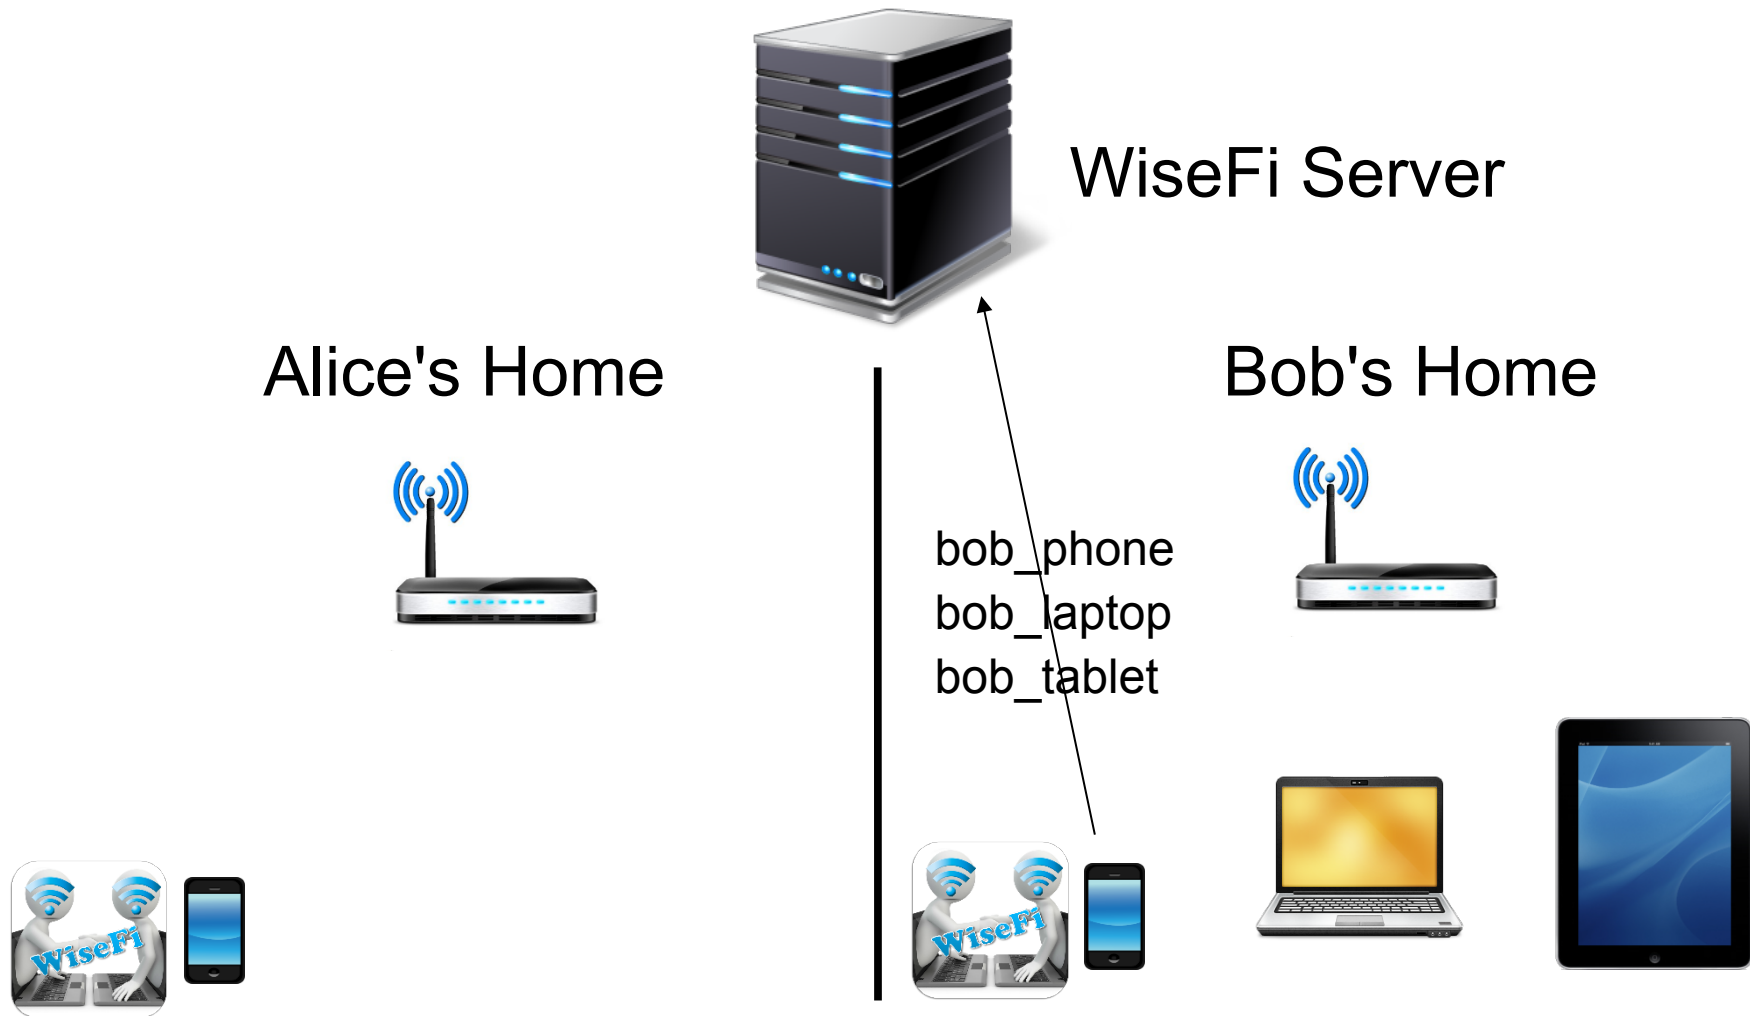 WiseFi Server
Alice's Home
Bob's Home
bob_phone
bob_laptop
bob_tablet
WiseFi
WiseFi